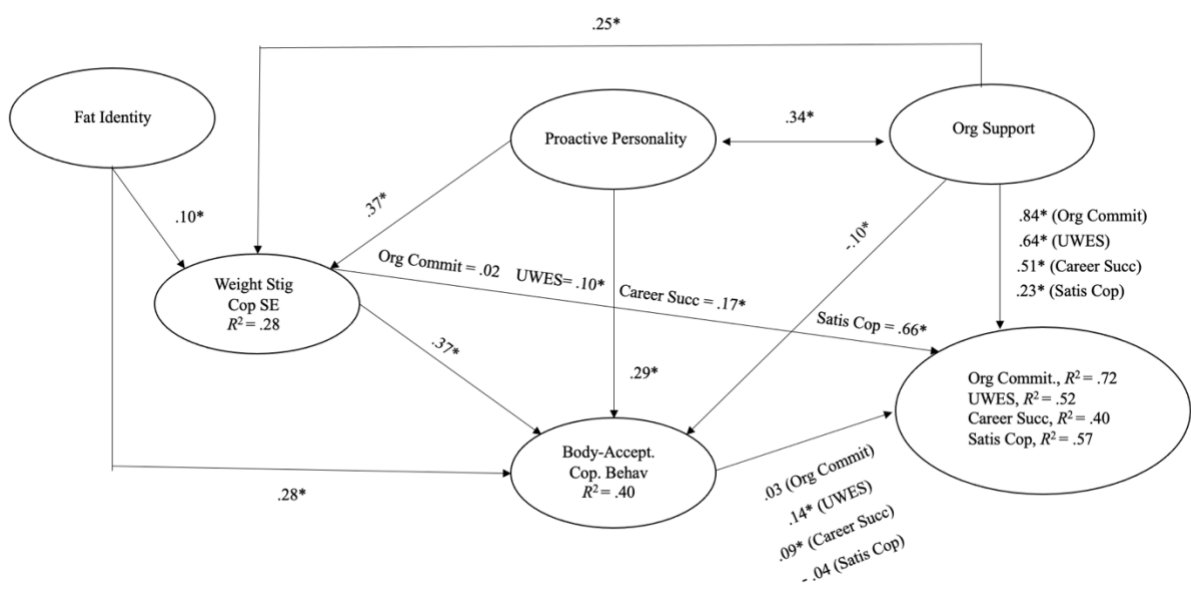 .25*
Fat Identity
Proactive Personality
.34*
Org Support
.10*
.37*
-.10*
.84* (Org Commit)
.64* (UWES)
.51* (Career Succ)
.23* (Satis Cop)
Weight Stig
Cop SE
R² = .28
Org Commit = .02 UWES= .10* Career Succ = .17* Satis Cop = .66*
.37*
.29*
Org Commit., R² = .72
UWES, R² = .52
Career Succ, R² = .40
Satis Cop, R² = .57
Body-Accept.
Cop. Behav
R² = .40
.28*
.03 (Org Commit)
.14* (UWES)
.09* (Career Succ)
- .04 (Satis Cop)